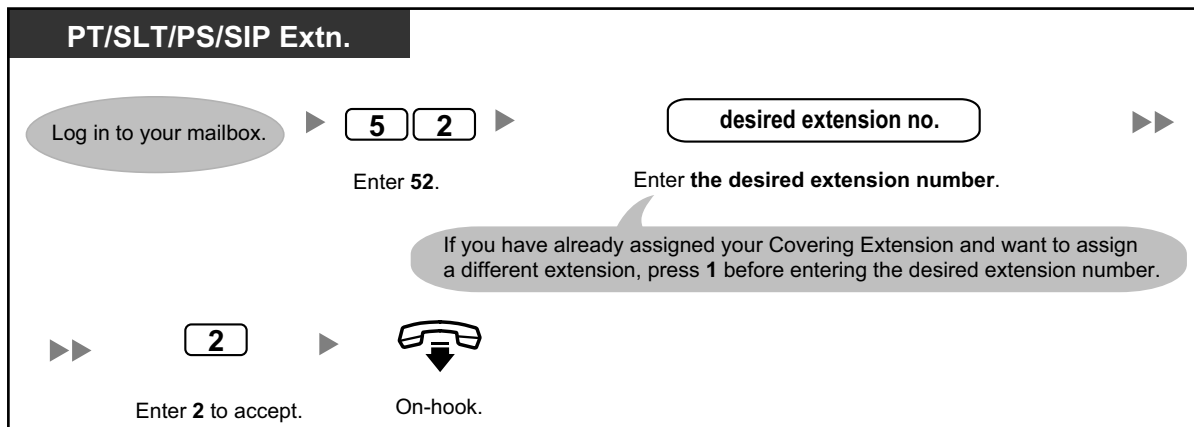 PT/SLT/PS/SIP Extn.
Log in to your mailbox.
5 2
desired extension no.
Enter 52.
Enter the desired extension number.
If you have already assigned your Covering Extension and want to assign
a different extension, press 1 before entering the desired extension number.
2
Enter 2 to accept.
On-hook.